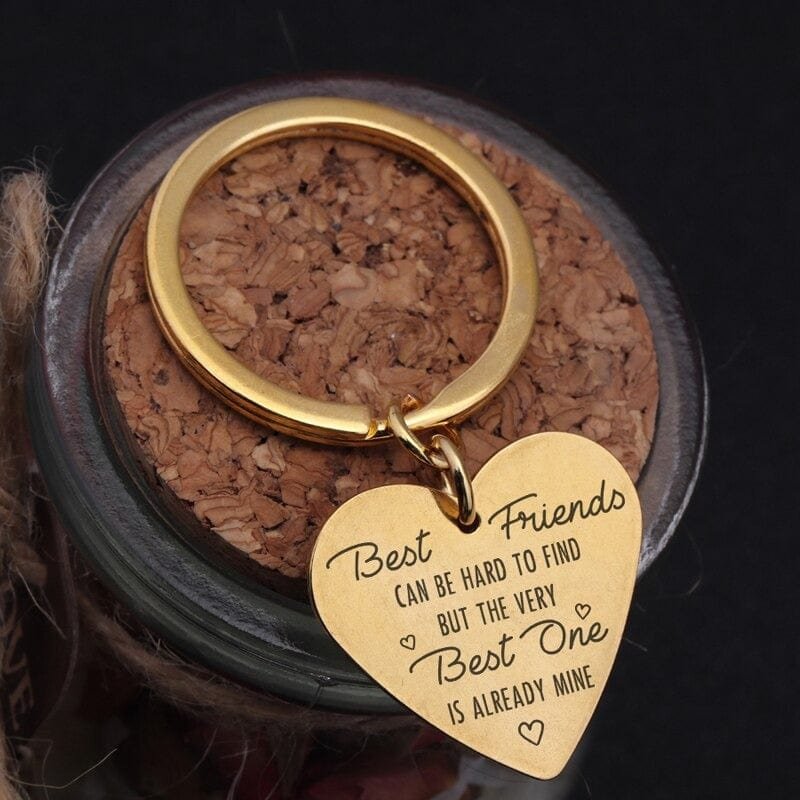 Best Friends
CAN BE HARD TO FIND
BUT THE VERY
Best One
IS ALREADY MINE